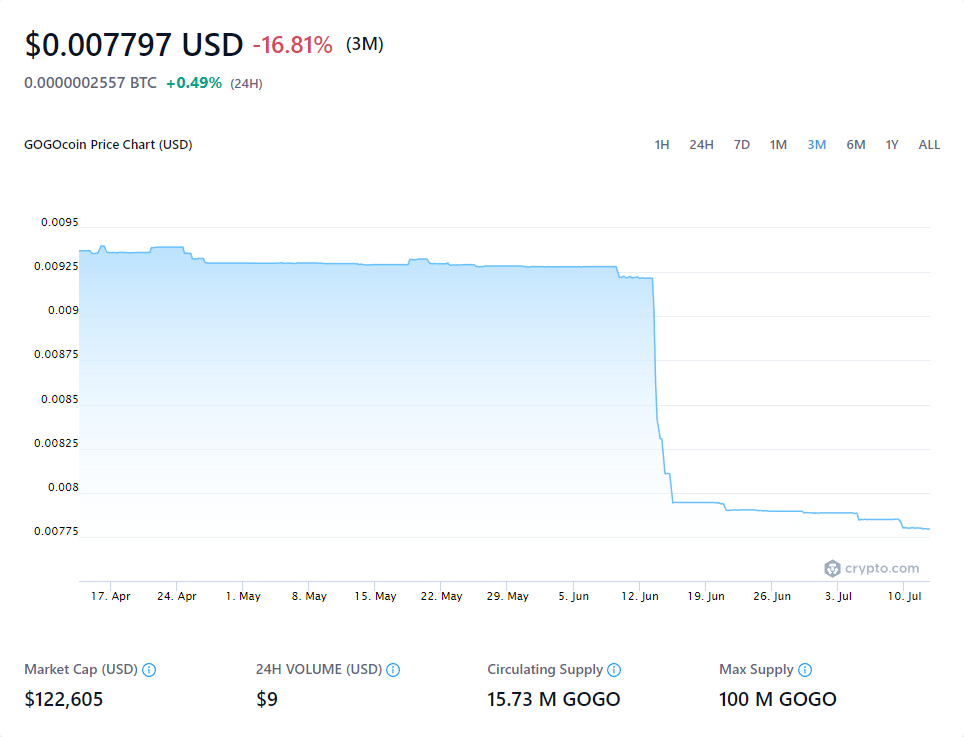 $0.007797 USD -16.81% (3M)
0.0000002557 BTC +0.49% (24H)
GOGOcoin Price Chart (USD) 1H 24H 7D 1M 3M 6M 1Y ALL
0.0095
0.00925
0.009
0.00875
0.0085
0.00825
0.008
0.00775
crypto.com
17. Apr 24. Apr 1. May 8. May 15. May 22. May 29. May 5. Jun 12. Jun 19. Jun 26. Jun 3. Jul 10. Jul
Market Cap (USD) 24H VOLUME (USD) Circulating Supply Max Supply
$122,605 $9 15.73 M GOGO 100 M GOGO